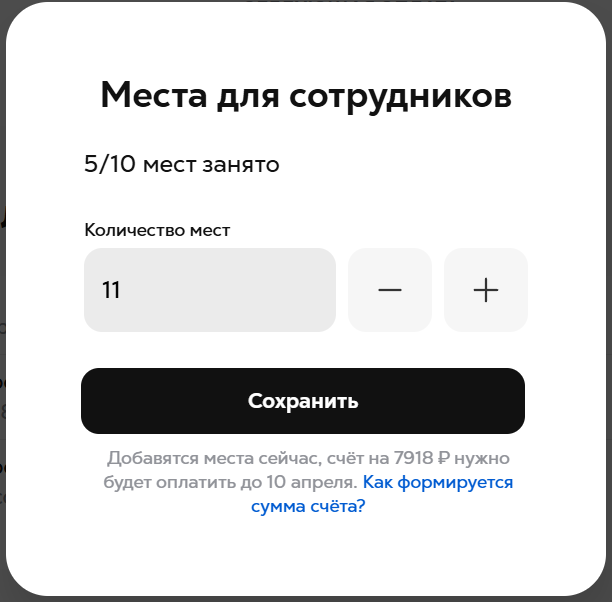 Места для сотрудников
5/10 мест занято
Количество мест
11
Сохранить
Добавятся места сейчас, счёт на 7918 ₽ нужно
будет оплатить до 10 апреля. Как формируется
сумма счёта?